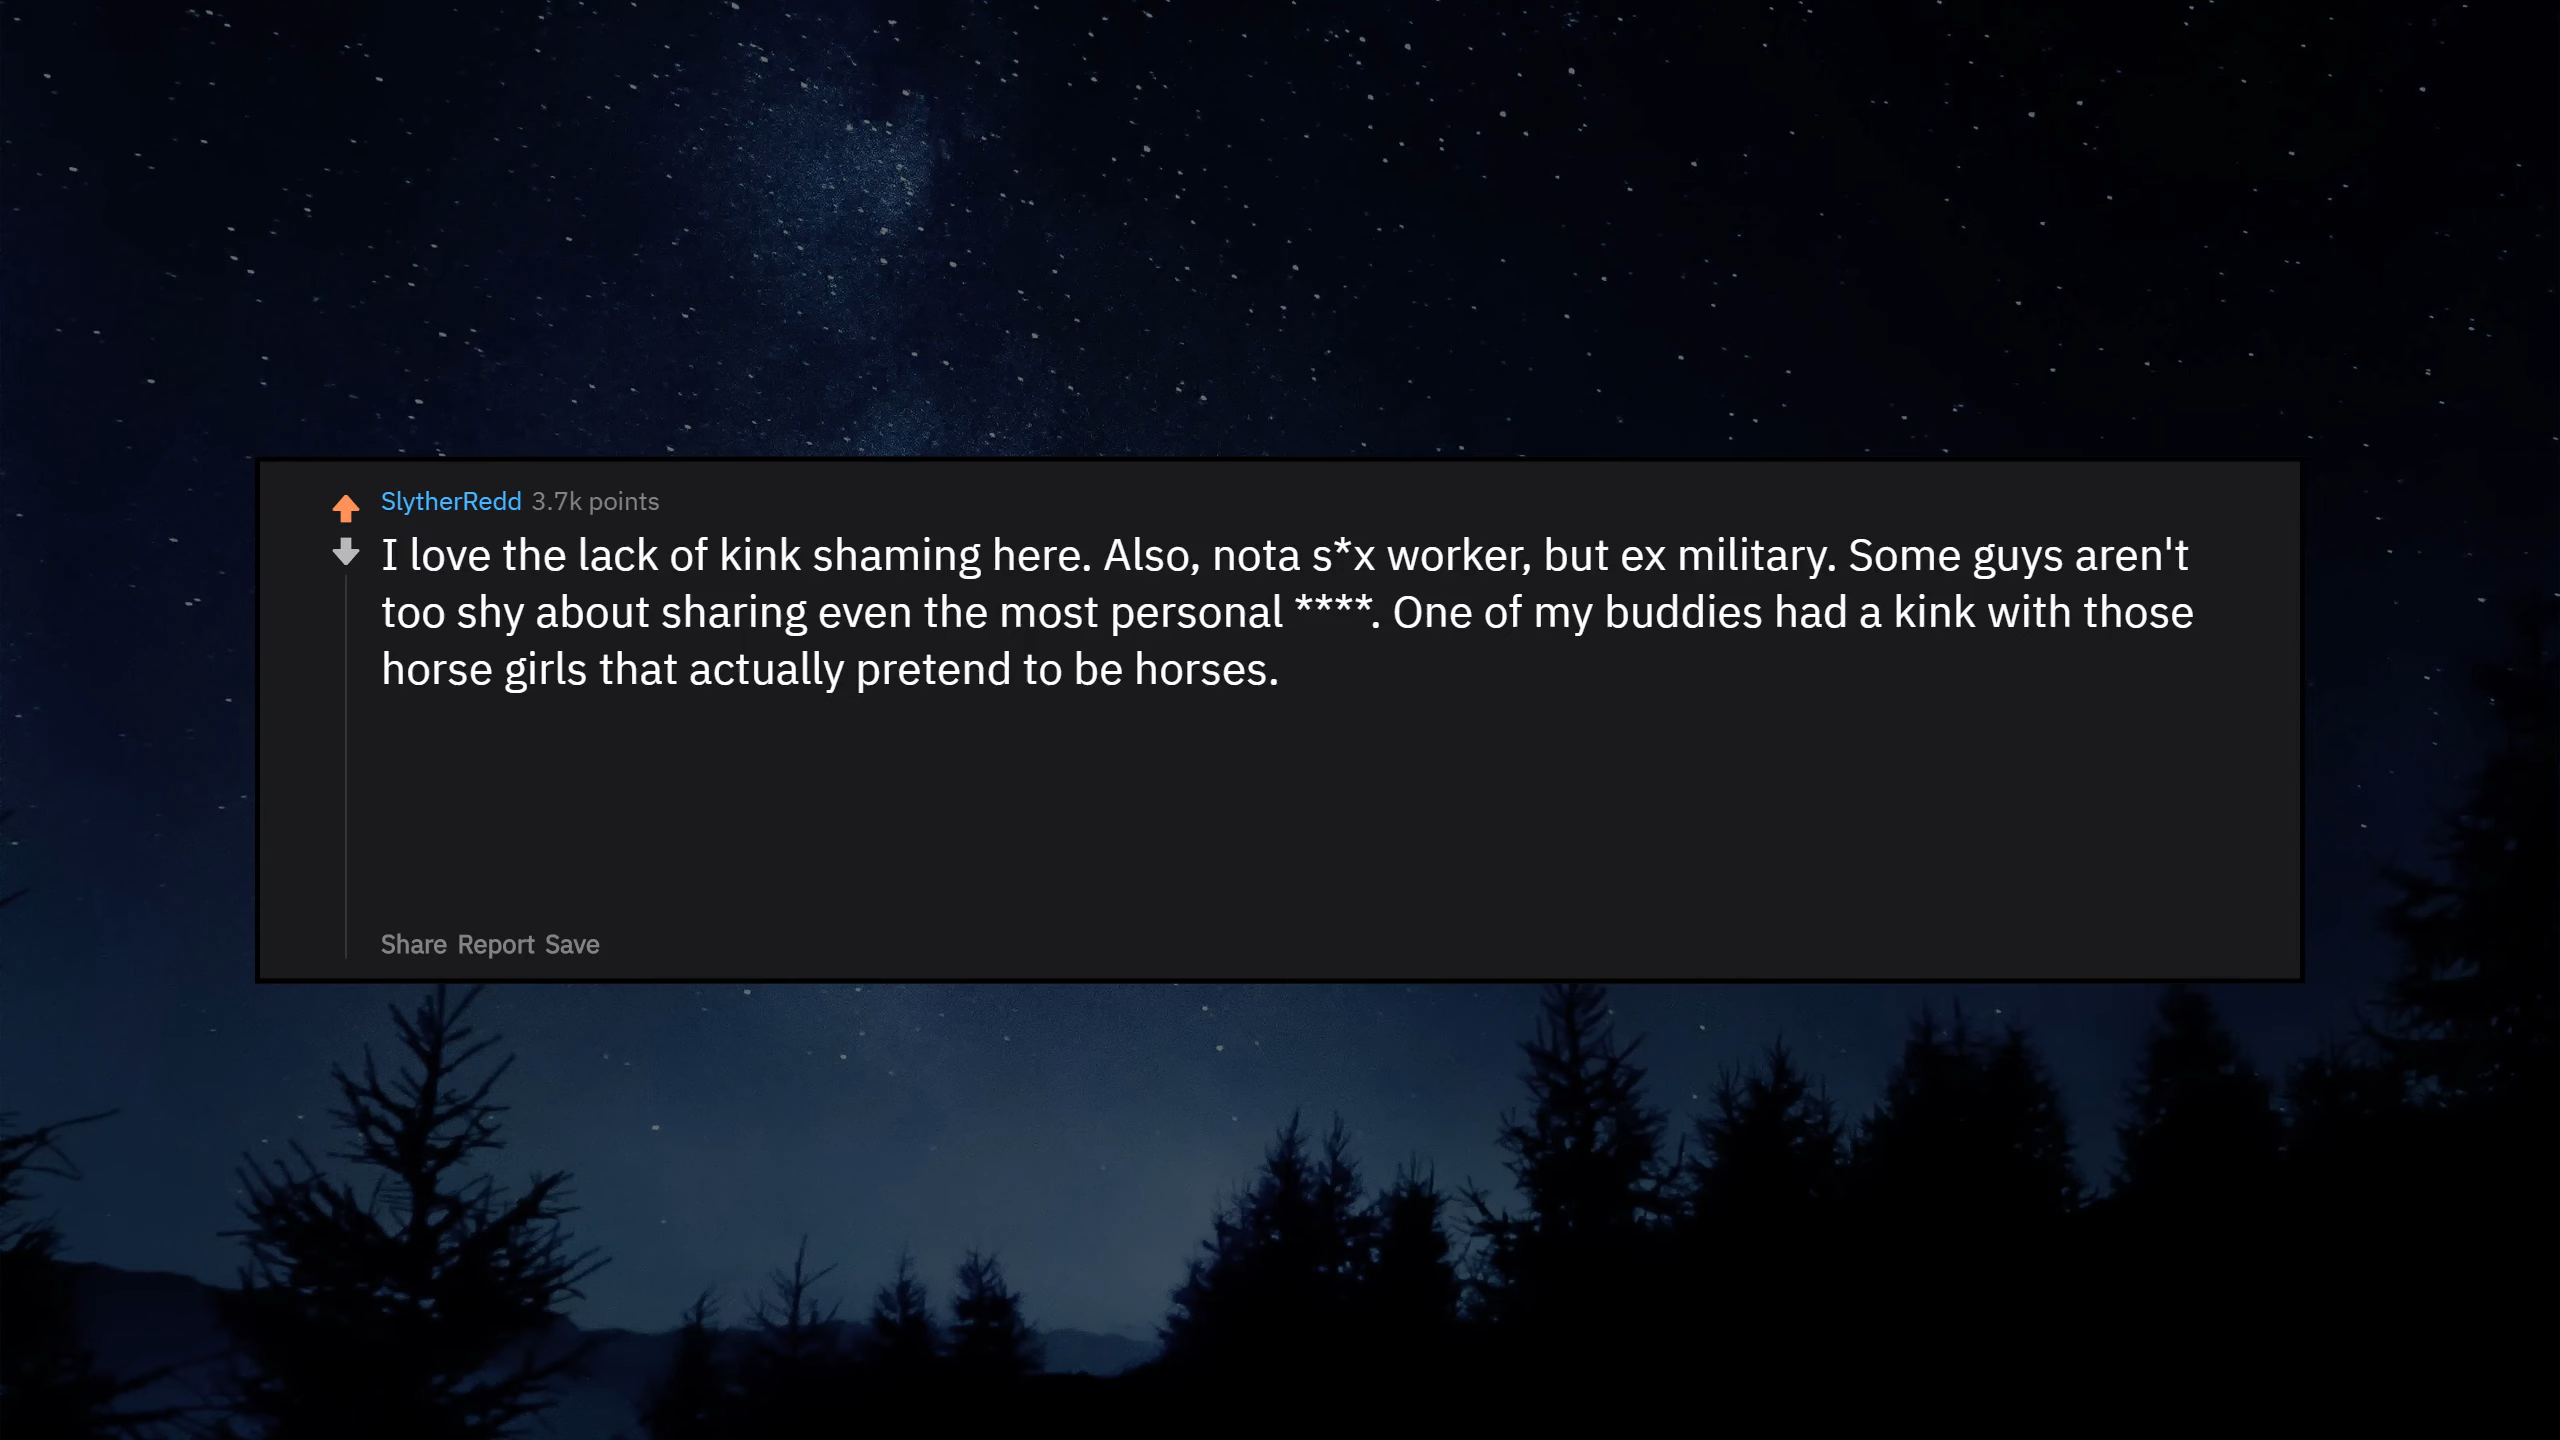 SlytherRedd 3.7k points
I love the lack of kink shaming here. Also, nota s*x worker, but ex military. Some guys aren't
too shy about sharing even the most personal ****. One of my buddies had a kink with those
horse girls that actually pretend to be horses.
Share Report Save